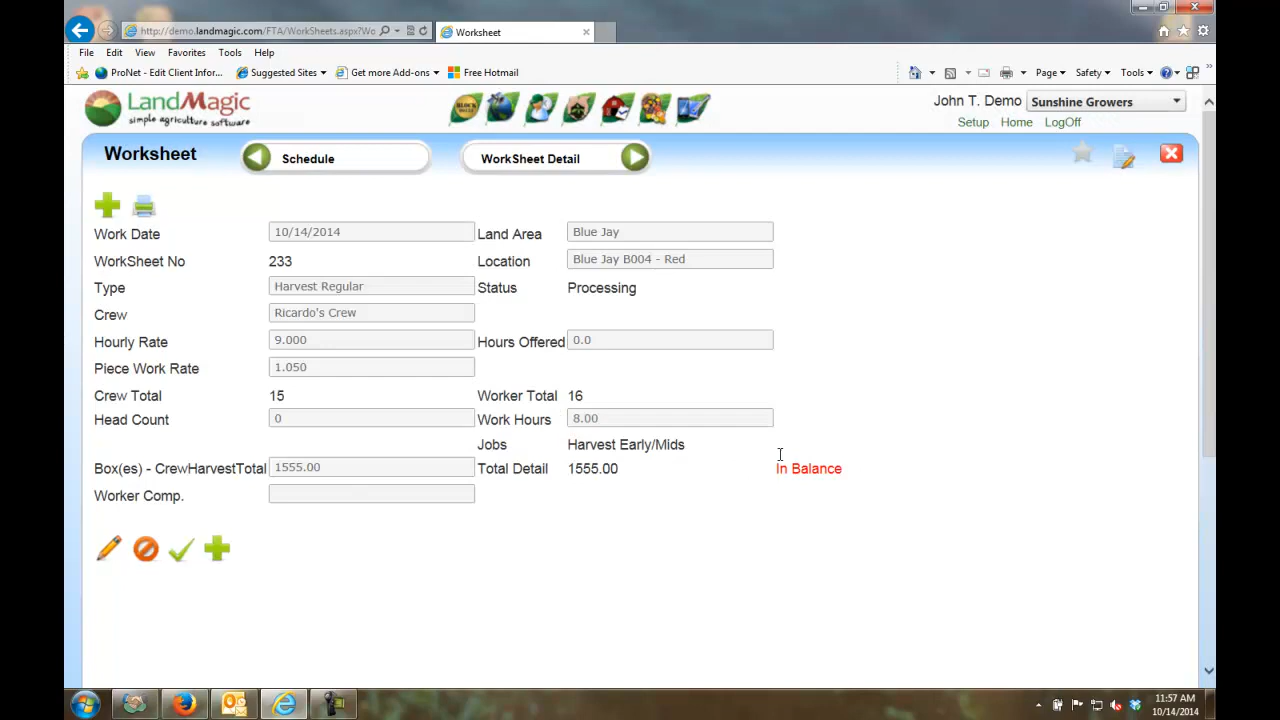 http://demo.landmagic.com/FTA/WorkSheets.aspx?Wo
Worksheet
File Edit View Favorites Tools Help
ProNet - Edit Client Infor... Suggested Sites Get more Add-ons Free Hotmail Page Safety Tools
LandMagic
simple agriculture software
John T. Demo Sunshine Growers
Setup Home LogOff
Worksheet Schedule WorkSheet Detail
Work Date 10/14/2014 Land Area Blue Jay
WorkSheet No 233 Location Blue Jay B004 - Red
Type Harvest Regular Status Processing
Crew Ricardo's Crew
Hourly Rate 9.000 Hours Offered 0.0
Piece Work Rate 1.050
Crew Total 15 Worker Total 16
Head Count 0 Work Hours 8.00
Jobs Harvest Early/Mids
Box(es) - CrewHarvestTotal 1555.00 Total Detail 1555.00 In Balance
Worker Comp.
11:57 AM
10/14/2014